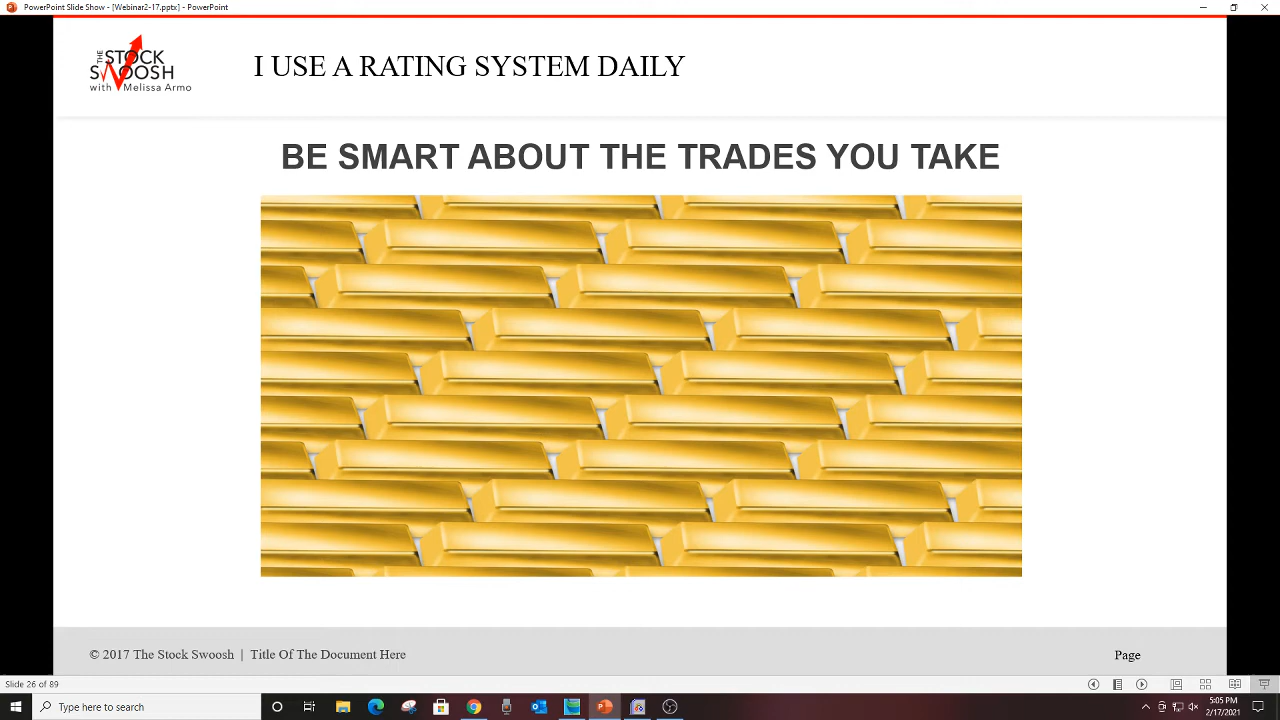 PowerPoint Slide Show - [Webinar2-17.pptx] - PowerPoint
THE STOCK
SWOOSH
with Melissa Armo
I USE A RATING SYSTEM DAILY
BE SMART ABOUT THE TRADES YOU TAKE
© 2017 The Stock Swoosh | Title Of The Document Here
Page
Slide 26 of 89
Type here to search
5:05 PM
2/17/2021